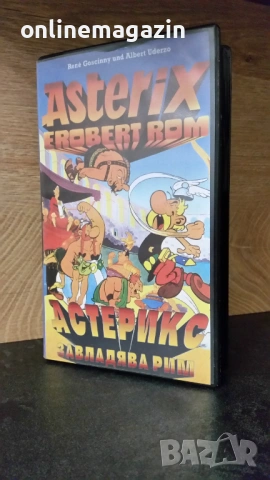 onlinemagazin
René Goscinny und Albert Uderzo
Asterix
EROBERT ROM
АСТЕРИКС
ЗАВЛАДЯВА РИМ
BAZAR